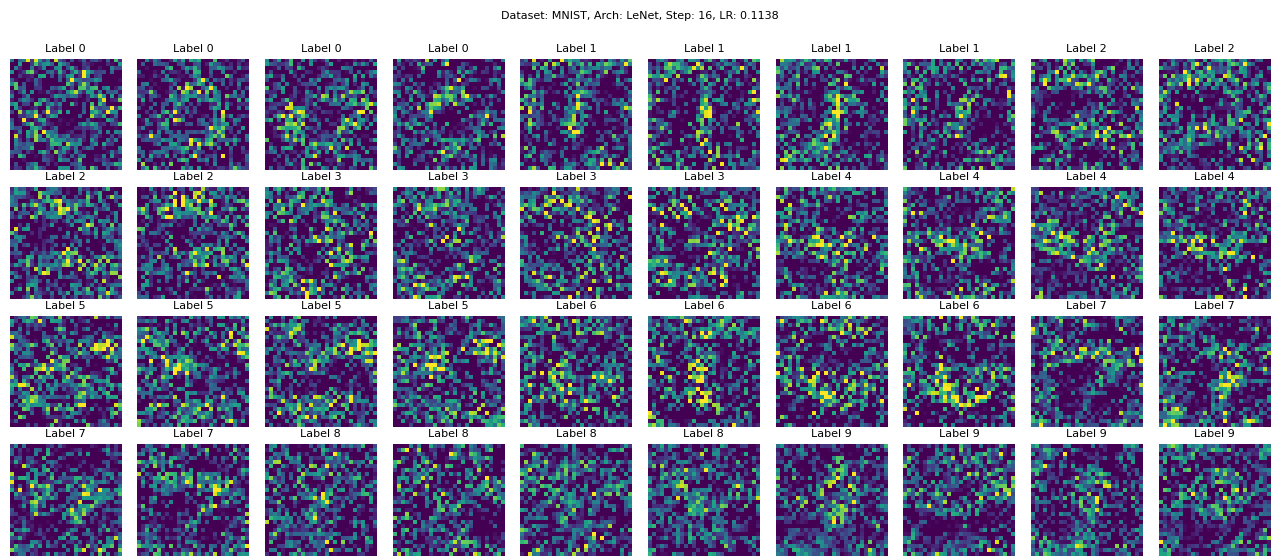 Dataset: MNIST, Arch: LeNet, Step: 16, LR: 0.1138
Label 0 Label 0 Label 0 Label 0 Label 1 Label 1 Label 1 Label 1 Label 2 Label 2
Label 2 Label 2 Label 3 Label 3 Label 3 Label 3 Label 4 Label 4 Label 4 Label 4
Label 5 Label 5 Label 5 Label 5 Label 6 Label 6 Label 6 Label 6 Label 7 Label 7
Label 7 Label 7 Label 8 Label 8 Label 8 Label 8 Label 9 Label 9 Label 9 Label 9